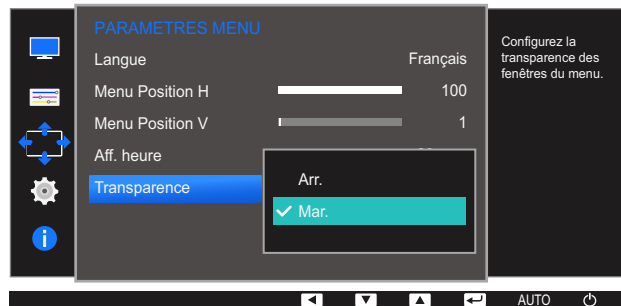 PARAMETRES MENU
Langue Français
Menu Position H 100
Menu Position V 1
Aff. heure
Transparence
Arr.
Mar.
Configurez la
transparence des
fenêtres du menu.
AUTO